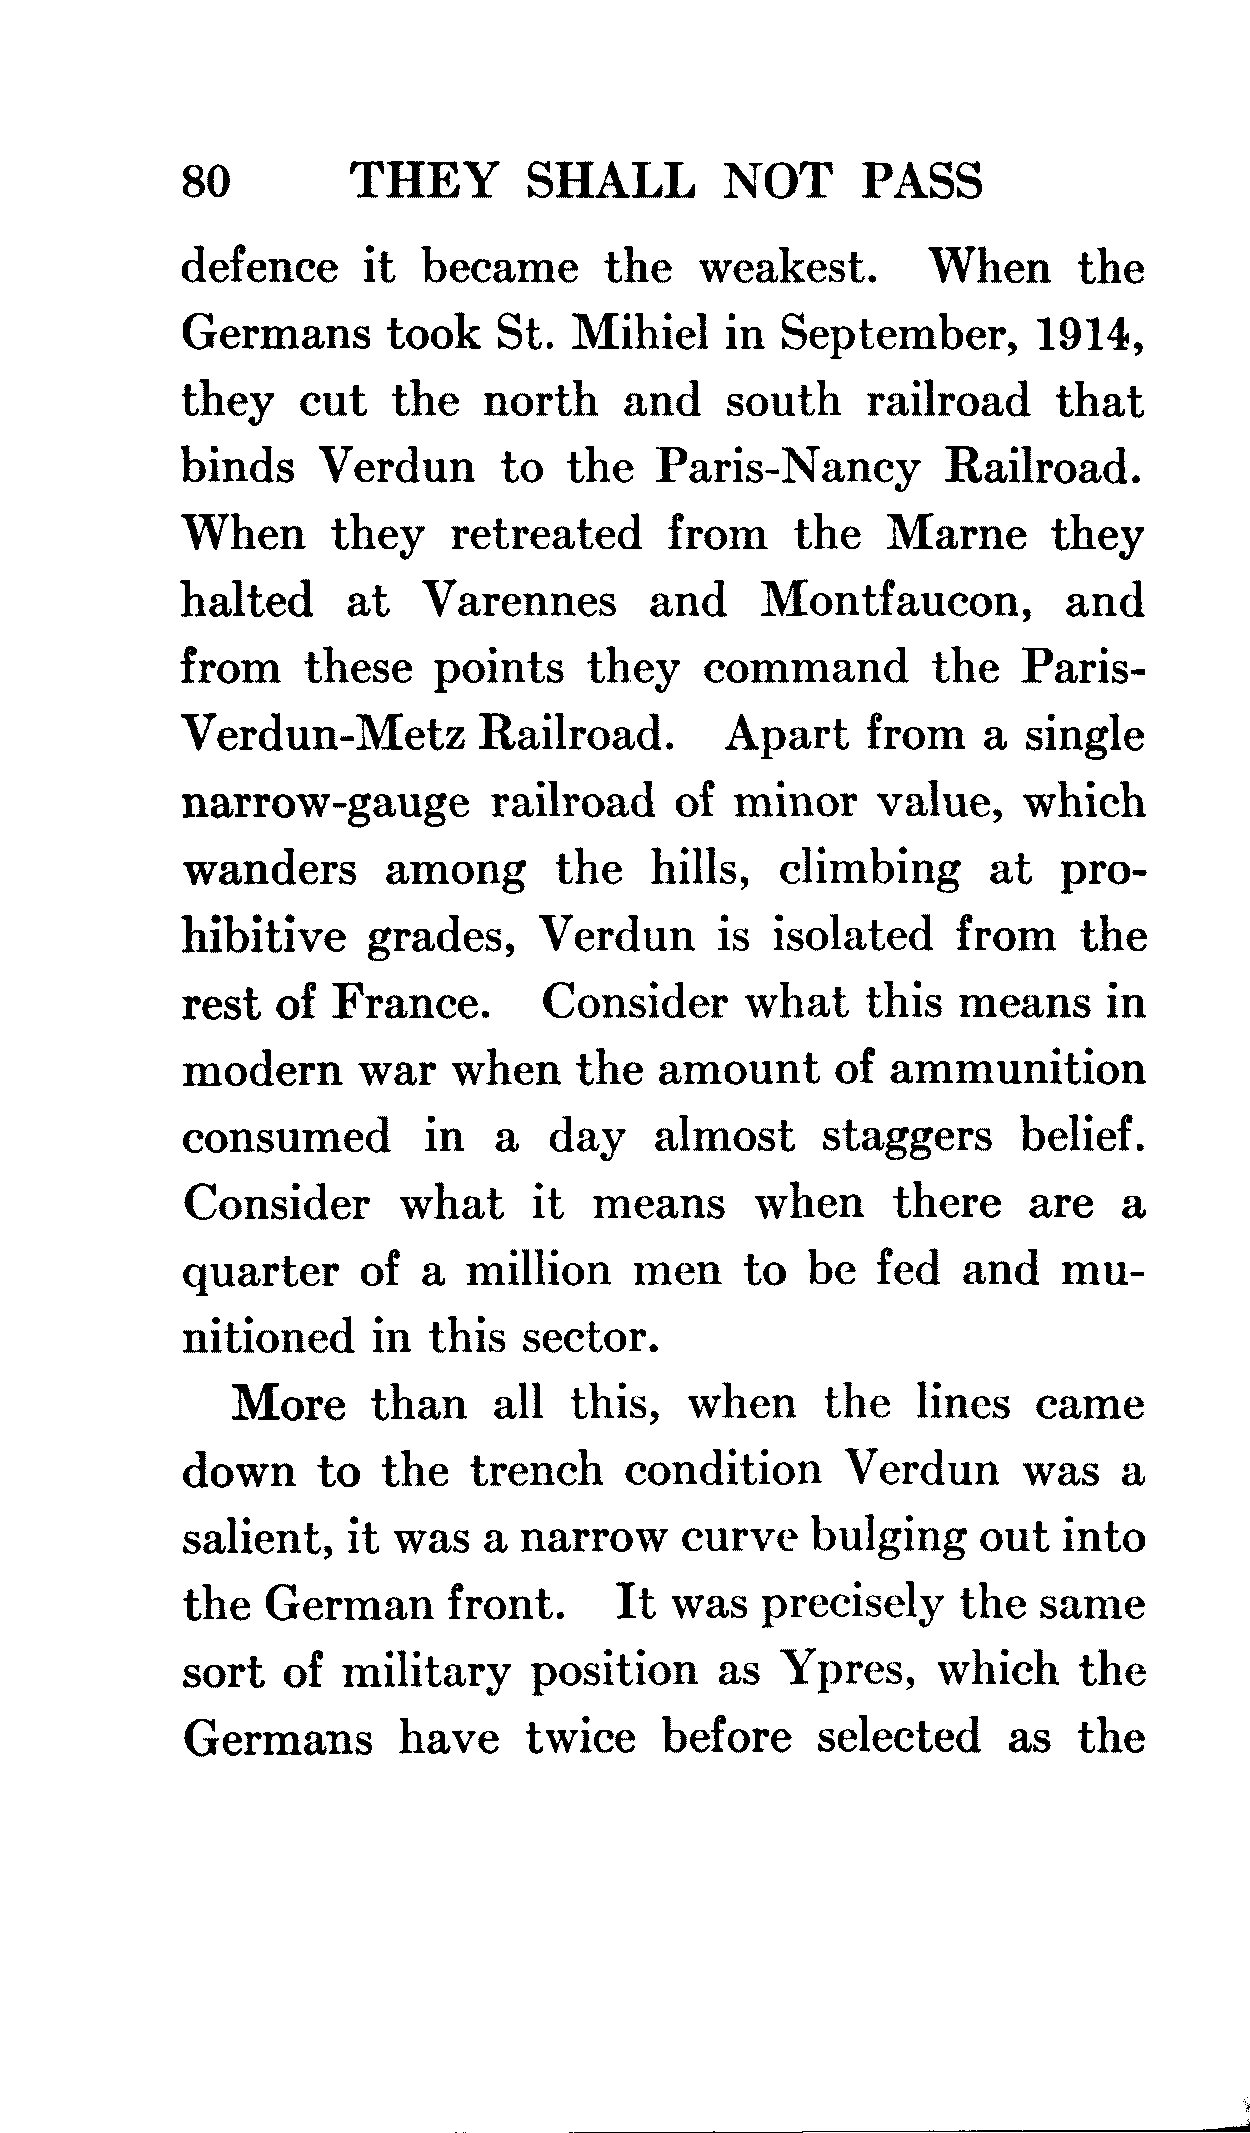 80 THEY SHALL NOT PASS
defence it became the weakest. When the
Germans took St. Mihiel in September, 1914,
they cut the north and south railroad that
binds Verdun to the Paris-Nancy Railroad.
When they retreated from the Marne they
halted at Varennes and Montfaucon, and
from these points they command the Paris-
Verdun-Metz Railroad. Apart from a single
narrow-gauge railroad of minor value, which
wanders among the hills, climbing at pro-
hibitive grades, Verdun is isolated from the
rest of France. Consider what this means in
modern war when the amount of ammunition
consumed in a day almost staggers belief.
Consider what it means when there are a
quarter of a million men to be fed and mu-
nitioned in this sector.
More than all this, when the lines came
down to the trench condition Verdun was a
salient, it was a narrow curve bulging out into
the German front. It was precisely the same
sort of military position as Ypres, which the
Germans have twice before selected as the